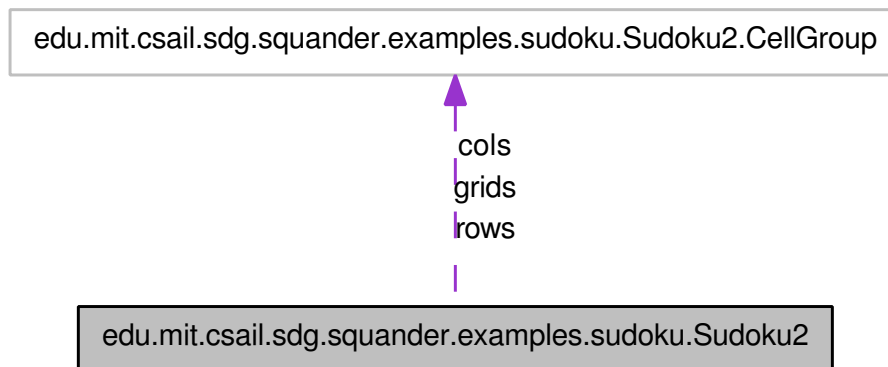 edu.mit.csail.sdg.squander.examples.sudoku.Sudoku2.CellGroup
cols
grids
rows
edu.mit.csail.sdg.squander.examples.sudoku.Sudoku2